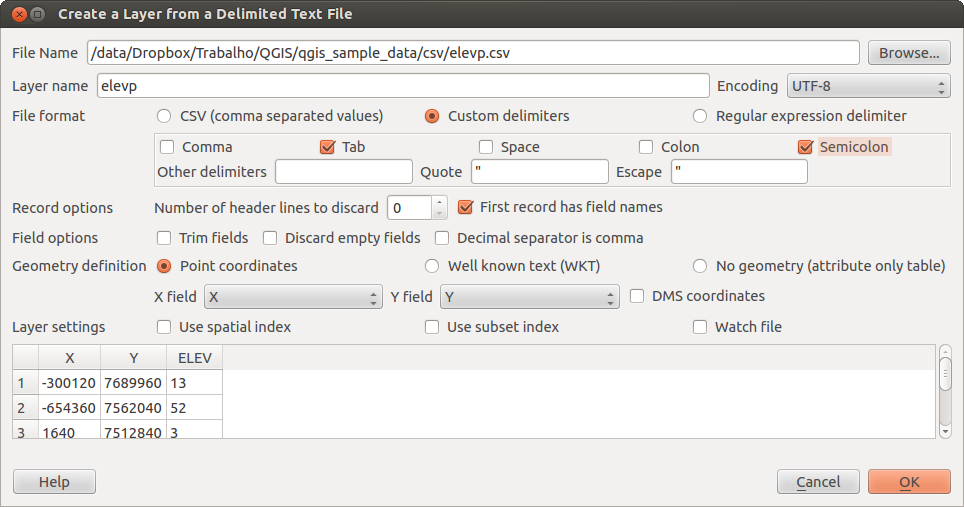 Create a Layer from a Delimited Text File
File Name /data/Dropbox/Trabalho/QGIS/qgis_sample_data/csv/elevp.csv Browse...
Layer name elevp Encoding UTF-8
File format CSV (comma separated values) Custom delimiters Regular expression delimiter
Comma Tab Space Colon Semicolon
Other delimiters Quote " Escape "
Record options Number of header lines to discard 0 First record has field names
Field options Trim fields Discard empty fields Decimal separator is comma
Geometry definition Point coordinates Well known text (WKT) No geometry (attribute only table)
X field X Y field Y DMS coordinates
Layer settings Use spatial index Use subset index Watch file
X Y ELEV
1 -300120 7689960 13
2 -654360 7562040 52
3 1640 7512840 3
Help Cancel OK